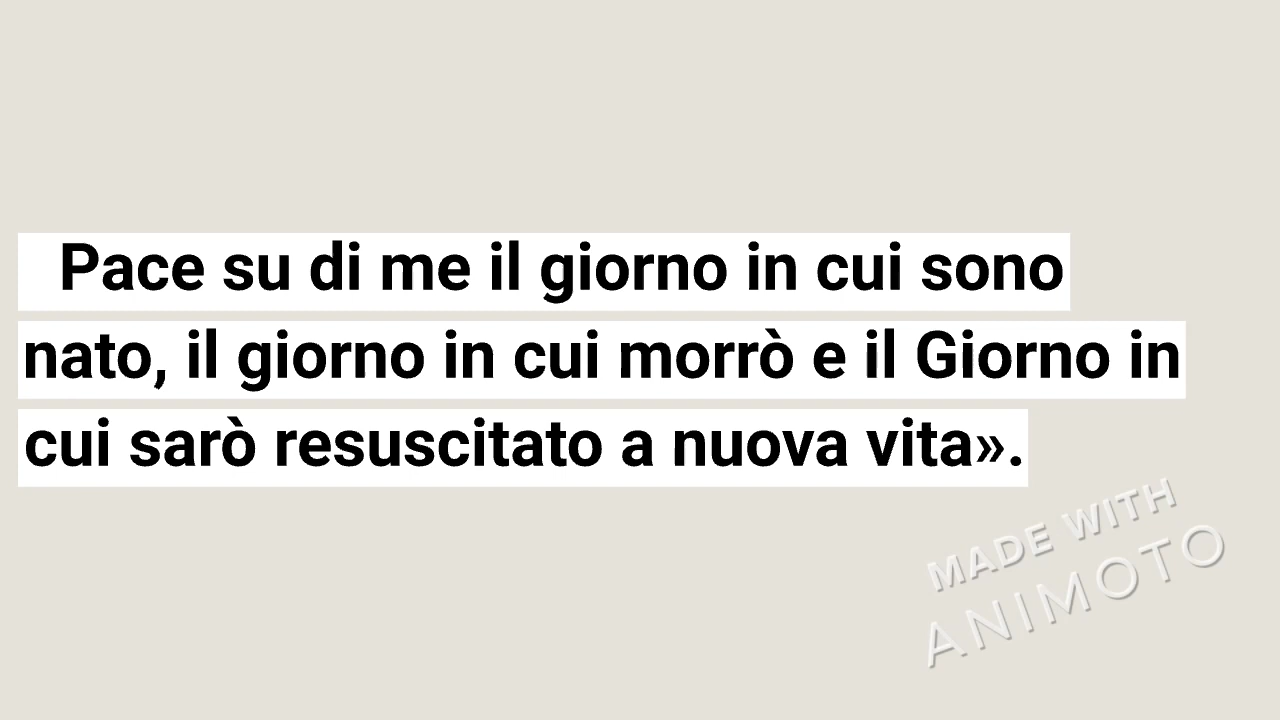 Pace su di me il giorno in cui sono
nato, il giorno in cui morrò e il Giorno in
cui sarò resuscitato a nuova vita».
MADE WITH
ANIMOTO